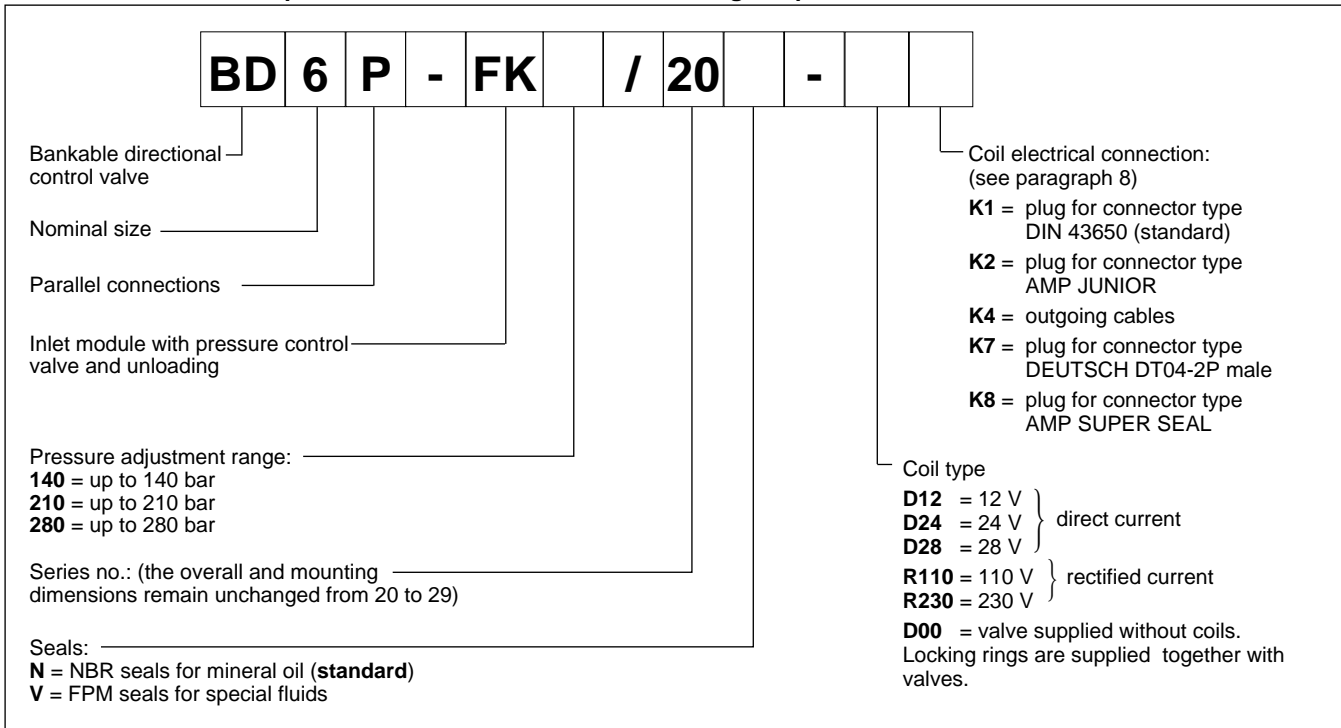 BD 6 P - FK / 20 -
Bankable directional
control valve
Nominal size
Parallel connections
Inlet module with pressure control
valve and unloading
Pressure adjustment range:
140 = up to 140 bar
210 = up to 210 bar
280 = up to 280 bar
Series no.: (the overall and mounting
dimensions remain unchanged from 20 to 29)
Seals:
N = NBR seals for mineral oil (standard)
V = FPM seals for special fluids
Coil electrical connection:
(see paragraph 8)
K1 = plug for connector type
DIN 43650 (standard)
K2 = plug for connector type
AMP JUNIOR
K4 = outgoing cables
K7 = plug for connector type
DEUTSCH DT04-2P male
K8 = plug for connector type
AMP SUPER SEAL
Coil type
D12 = 12 V
D24 = 24 V direct current
D28 = 28 V
R110 = 110 V rectified current
R230 = 230 V
D00 = valve supplied without coils.
Locking rings are supplied together with
valves.